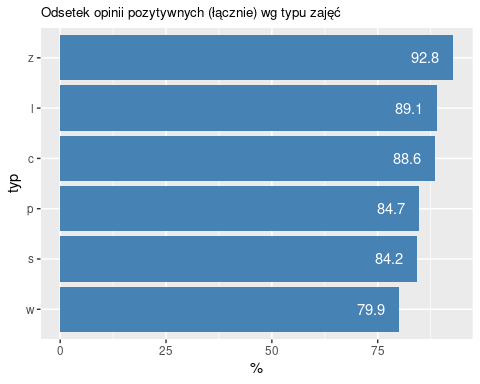 Odsetek opinii pozytywnych (łącznie) wg typu zajęć
z 92.8
l 89.1
c 88.6
p 84.7
s 84.2
w 79.9
typ
0 25 50 75
%